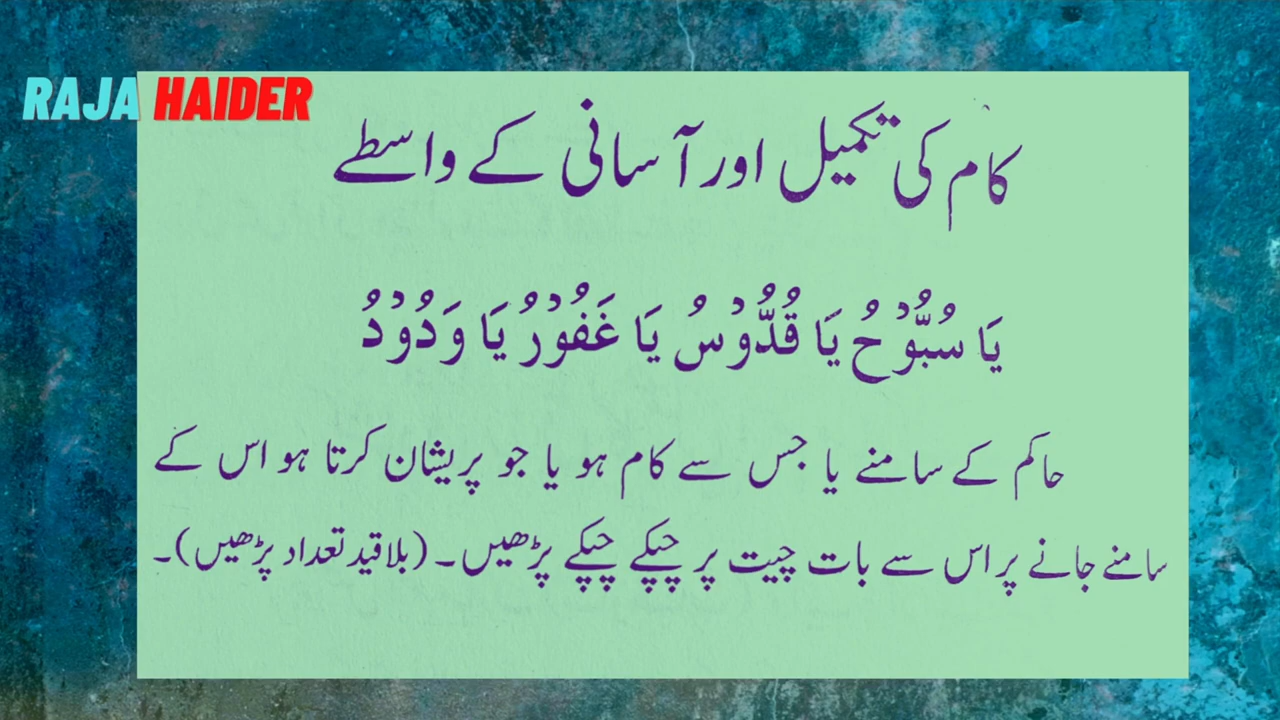 RAJA HAIDER
کام کی تکمیل اور آسانی کے واسطے
یَا سُبُّوْحُ یَا قُدُّوْسُ یَا غَفُوْرُ یَا وَدُوْدُ
حاکم کے سامنے یا جس سے کام ہو یا جو پریشان کرتا ہو اس کے
سامنے جانے پر اس سے بات چیت پر چپکے چپکے پڑھیں۔ (بلاقید تعداد پڑھیں)۔